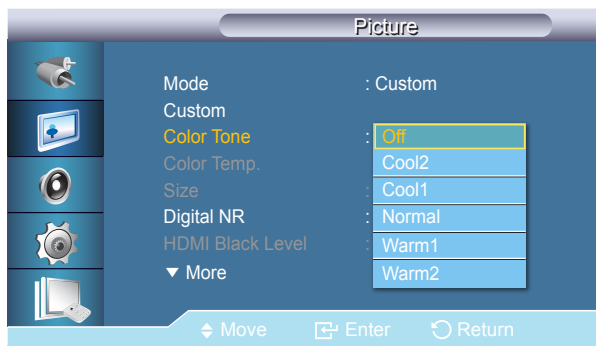 Picture
Mode : Custom
Custom
Color Tone : Off
Color Temp. Cool2
Size : Cool1
Digital NR : Normal
HDMI Black Level : Warm1
▼ More Warm2
Move Enter Return